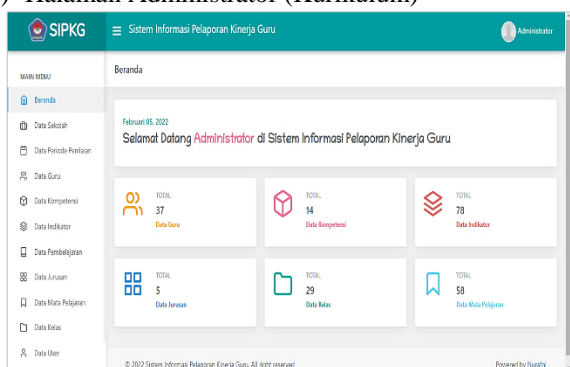 Halaman Administrator (Kurikulum)
SIPKG
Sistem Informasi Pelaporan Kinerja Guru
Administrator
MAIN MENU
Beranda
Data Sekolah
Data Periode Penilaian
Data Guru
Data Kompetensi
Data Indikator
Data Pembelajaran
Data Jurusan
Data Mata Pelajaran
Data Kelas
Data User
Beranda
Februari 05, 2022
Selamat Datang Administrator di Sistem Informasi Pelaporan Kinerja Guru
TOTAL
37
Data Guru
TOTAL
14
Data Kompetensi
TOTAL
78
Data Indikator
TOTAL
5
Data Jurusan
TOTAL
29
Data Kelas
TOTAL
58
Data Mata Pelajaran
© 2022 Sistem Informasi Pelaporan Kinerja Guru. All right reserved
Powered by Nurafni